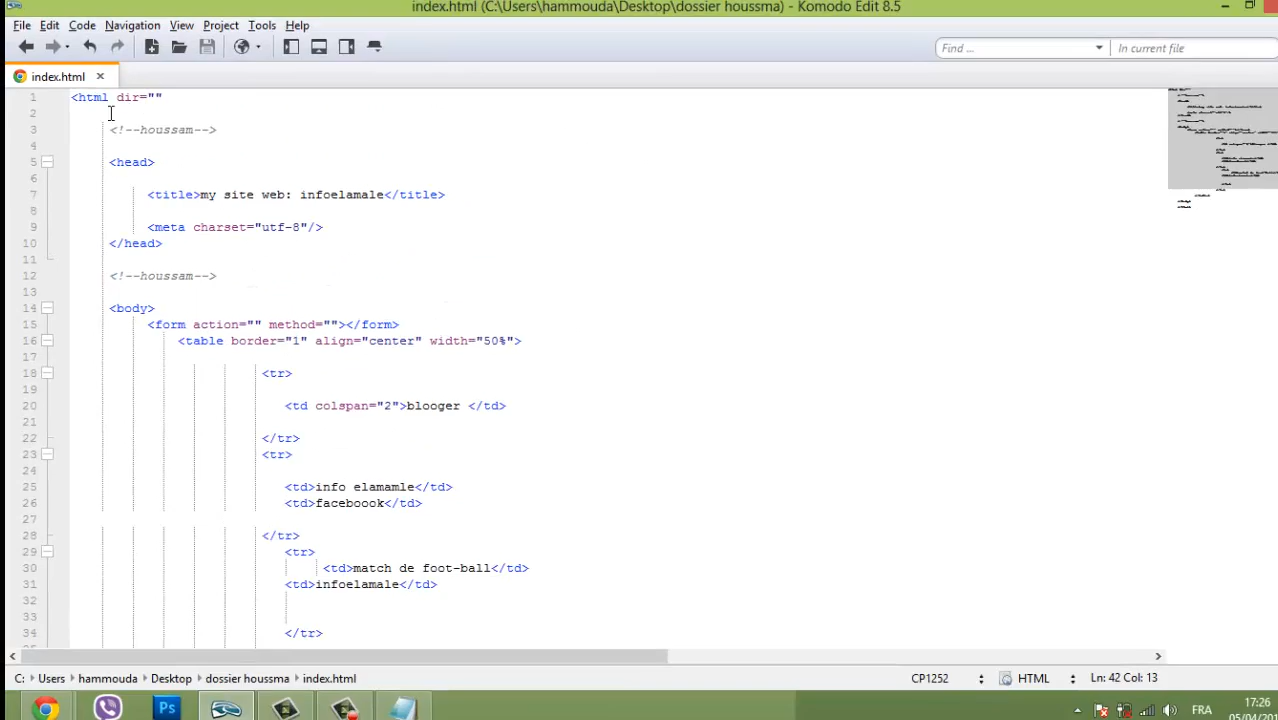 index.html (C:\Users\hammouda\Desktop\dossier houssma) - Komodo Edit 8.5
File Edit Code Navigation View Project Tools Help
Find ... In current file
index.html
1 <html dir=""
2
3 <!--houssam-->
4
5 <head>
6
7 <title>my site web: infoelamale</title>
8
9 <meta charset="utf-8"/>
10 </head>
11
12 <!--houssam-->
13
14 <body>
15 <form action="" method=""></form>
16 <table border="1" align="center" width="50%">
17
18 <tr>
19
20 <td colspan="2">blooger </td>
21
22 </tr>
23 <tr>
24
25 <td>info elamamle</td>
26 <td>faceboook</td>
27
28 </tr>
29 <tr>
30 <td>match de foot-ball</td>
31 <td>infoelamale</td>
32
33
34 </tr>
C: Users hammouda Desktop dossier houssma index.html CP1252 HTML Ln: 42 Col: 13
Ps FRA 17:26